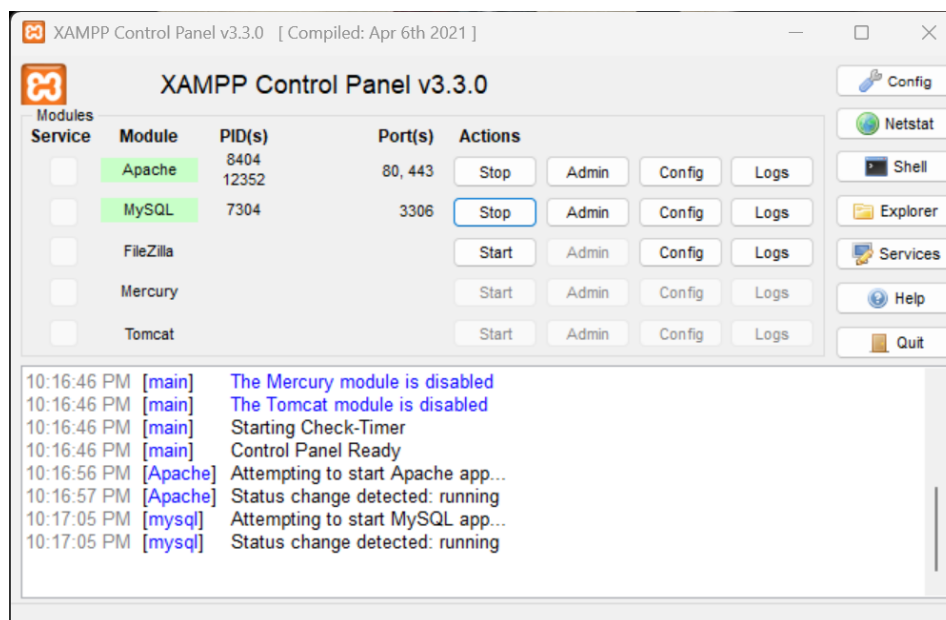 XAMPP Control Panel v3.3.0 [ Compiled: Apr 6th 2021 ]
XAMPP Control Panel v3.3.0
Config
Modules
Service Module PID(s) Port(s) Actions
Netstat
Apache 8404 12352 80, 443 Stop Admin Config Logs
Shell
MySQL 7304 3306 Stop Admin Config Logs
Explorer
FileZilla Start Admin Config Logs
Services
Mercury Start Admin Config Logs
Help
Tomcat Start Admin Config Logs
Quit
10:16:46 PM [main] The Mercury module is disabled
10:16:46 PM [main] The Tomcat module is disabled
10:16:46 PM [main] Starting Check-Timer
10:16:46 PM [main] Control Panel Ready
10:16:56 PM [Apache] Attempting to start Apache app...
10:16:57 PM [Apache] Status change detected: running
10:17:05 PM [mysql] Attempting to start MySQL app...
10:17:05 PM [mysql] Status change detected: running